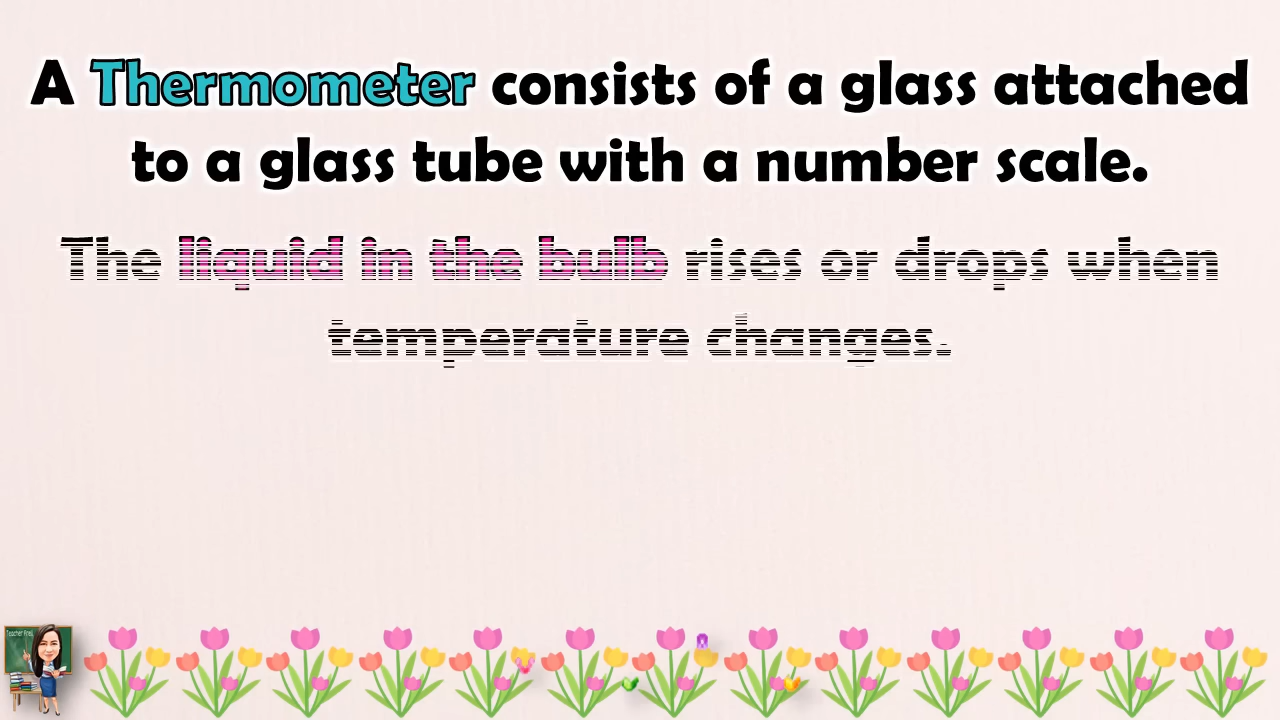 A Thermometer consists of a glass attached
to a glass tube with a number scale.
The liquid in the bulb rises or drops when
temperature changes.